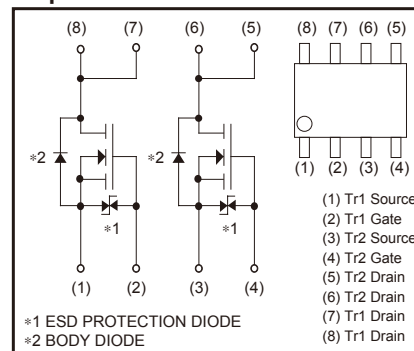 (8) (7) (6) (5)
(8) (7) (6) (5)
∗2 ∗2
∗1 ∗1
(1) (2) (3) (4)
(1) (2) (3) (4)
(1) Tr1 Source
(2) Tr1 Gate
(3) Tr2 Source
(4) Tr2 Gate
(5) Tr2 Drain
(6) Tr2 Drain
(7) Tr1 Drain
(8) Tr1 Drain
∗1 ESD PROTECTION DIODE
∗2 BODY DIODE